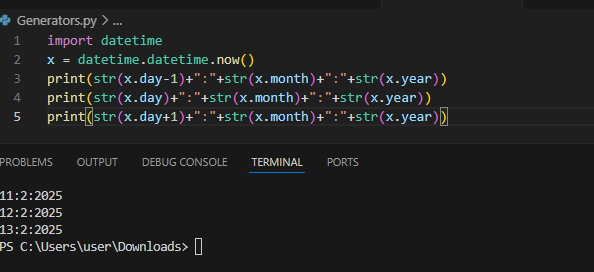 Generators.py > ...
1 import datetime
2 x = datetime.datetime.now()
3 print(str(x.day-1)+":"+str(x.month)+":"+str(x.year))
4 print(str(x.day)+":"+str(x.month)+":"+str(x.year))
5 print(str(x.day+1)+":"+str(x.month)+":"+str(x.year))
PROBLEMS OUTPUT DEBUG CONSOLE TERMINAL PORTS
11:2:2025
12:2:2025
13:2:2025
PS C:\Users\user\Downloads>